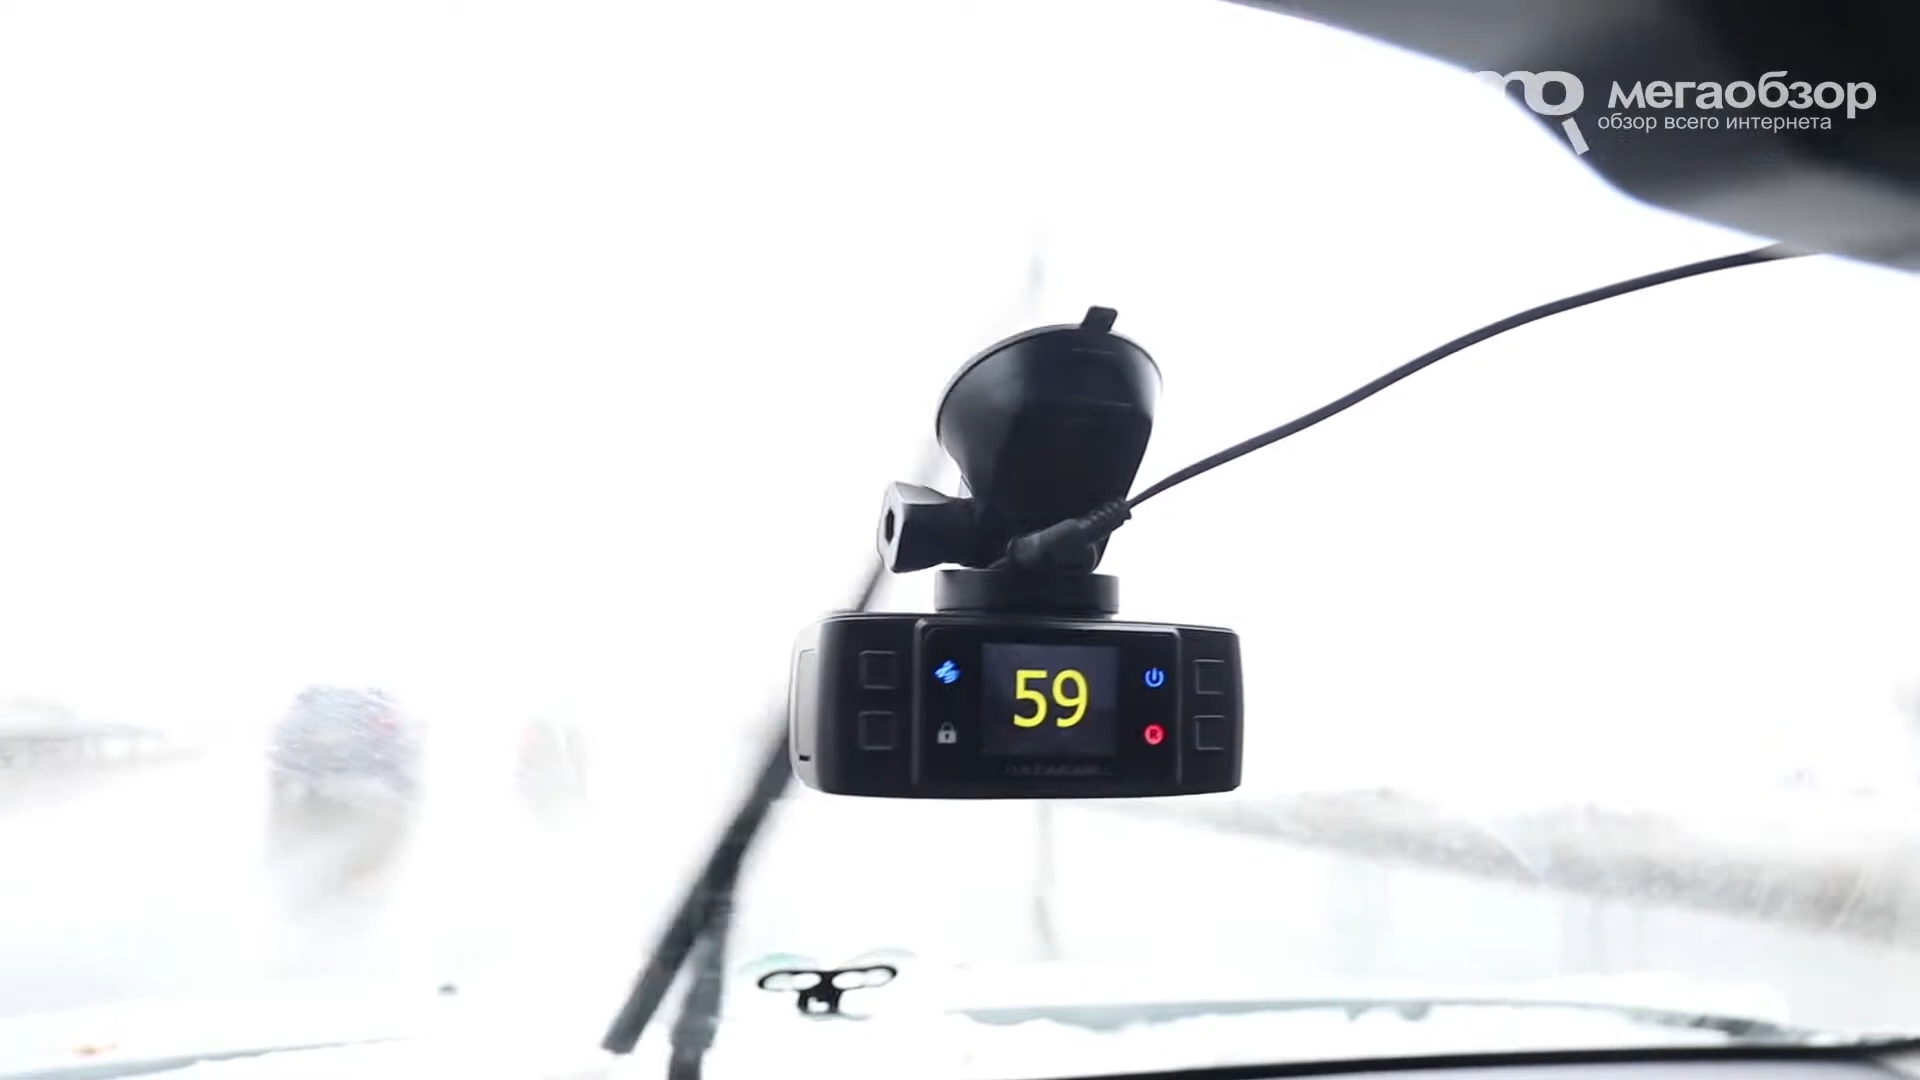 мегаобзор
обзор всего интернета
59
R